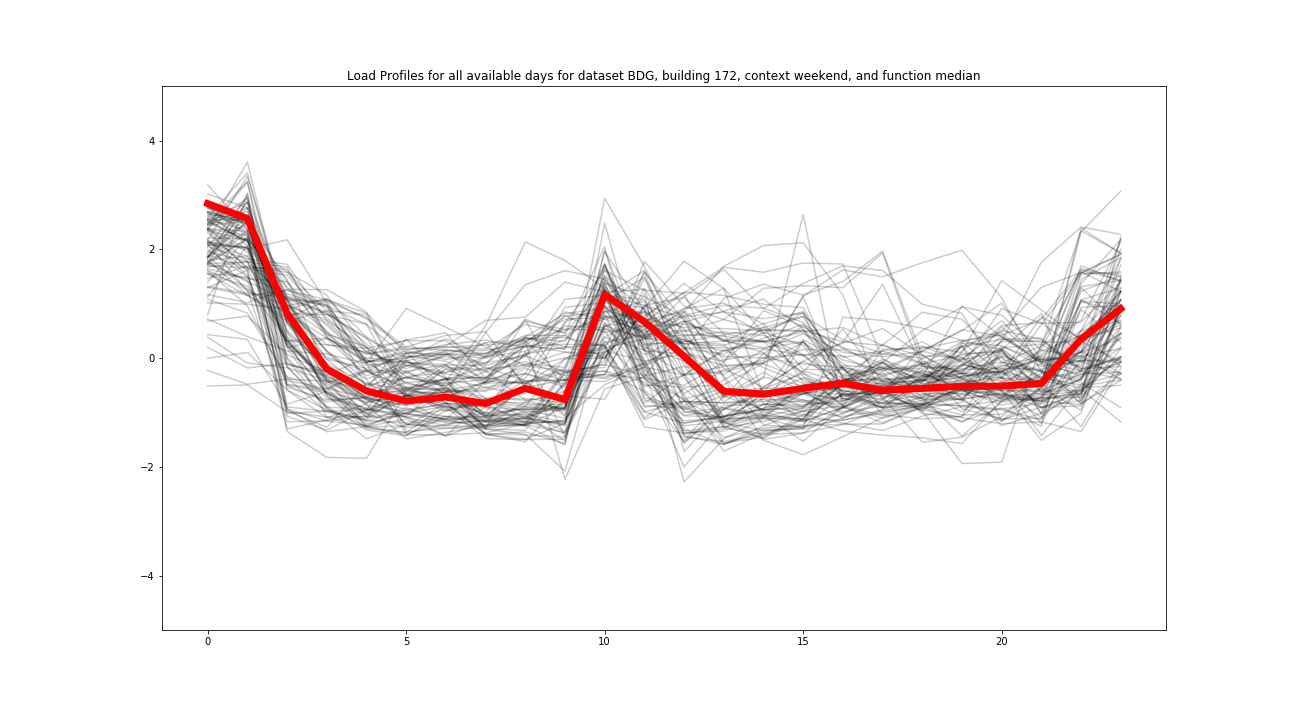 Load Profiles for all available days for dataset BDG, building 172, context weekend, and function median
4
2
0
−2
−4
0 5 10 15 20